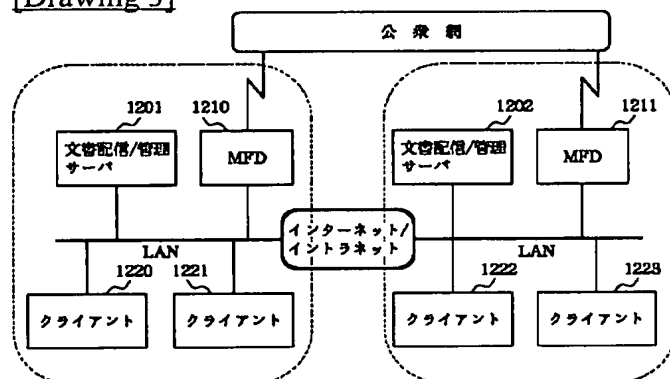 [Drawing 3]
公衆網
1201
1210
1202
1211
文書配信/管理
サーバ
MFD
文書配信/管理
サーバ
MFD
インターネット/
イントラネット
LAN
LAN
1220
1221
1222
1223
クライアント
クライアント
クライアント
クライアント